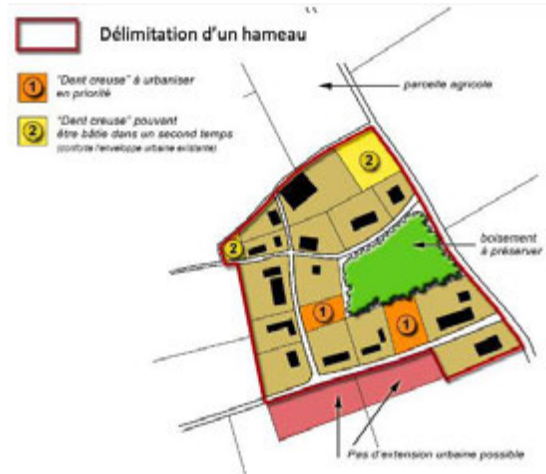 Délimitation d'un hameau
1
"Dent creuse" à urbaniser
en priorité
2
"Dent creuse" pouvant
être bâtie dans un second temps
(conforte l'enveloppe urbaine existante)
parcelle agricole
2
2
boisement
à préserver
1
1
Pas d'extension urbaine possible